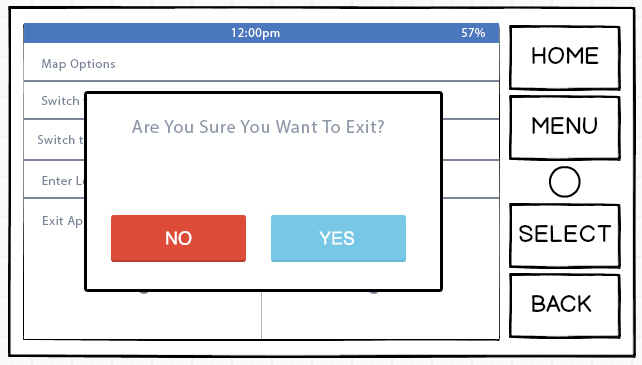 12:00pm 57%
Map Options
Switch
Switch t
Enter L
Exit Ap
Are You Sure You Want To Exit?
NO YES
HOME
MENU
SELECT
BACK